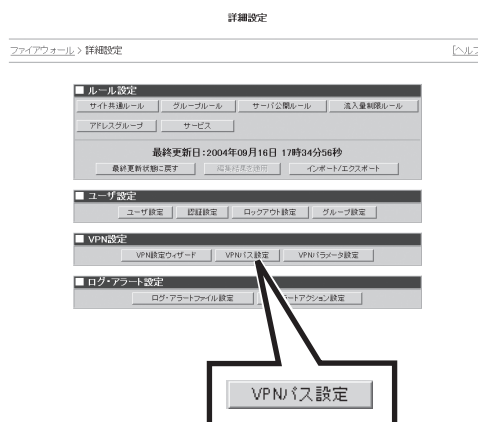 詳細設定
ファイアウォール > 詳細設定
[ヘルプ
■ ルール設定
サイト共通ルール グループルール サーバ公開ルール 流入量制限ルール
アドレスグループ サービス
最終更新日:2004年09月16日 17時34分56秒
最終更新状態に戻す 編集結果を適用 インポート/エクスポート
■ ユーザ設定
ユーザ設定 認証設定 ロックアウト設定 グループ設定
■ VPN設定
VPN設定ウィザード VPNパス設定 VPNパラメータ設定
■ ログ・アラート設定
ログ・アラートファイル設定 ートアクション設定
VPNパス設定